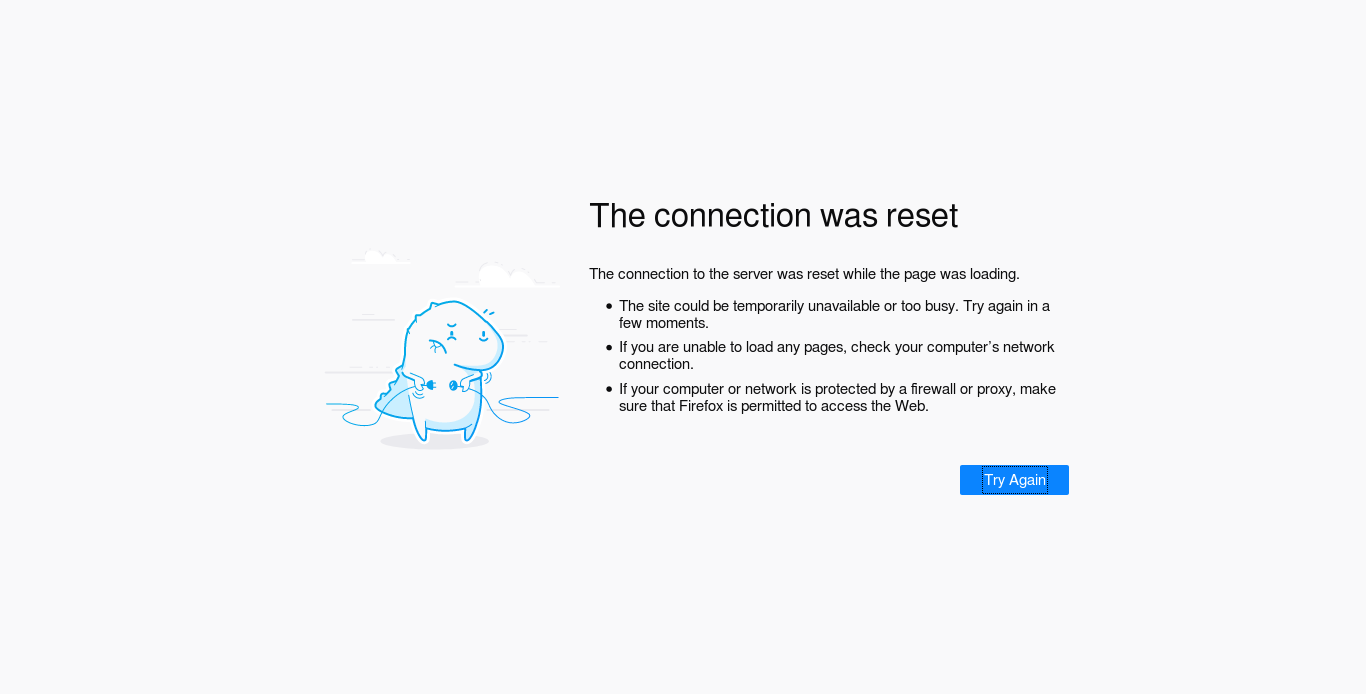 The connection was reset
The connection to the server was reset while the page was loading.
The site could be temporarily unavailable or too busy. Try again in a
few moments.
If you are unable to load any pages, check your computer’s network
connection.
If your computer or network is protected by a firewall or proxy, make
sure that Firefox is permitted to access the Web.
Try Again